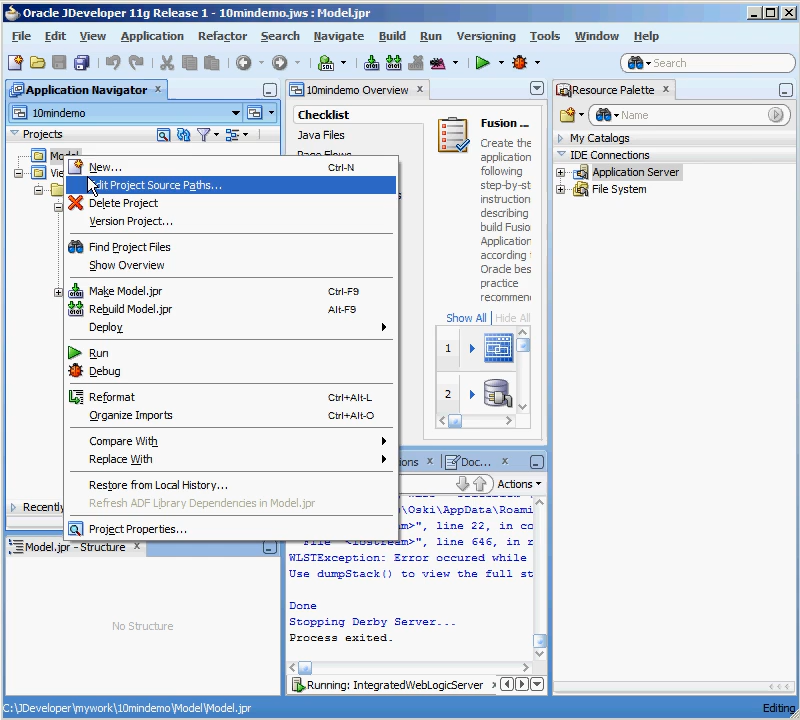 Oracle JDeveloper 11g Release 1 - 10mindemo.jws : Model.jpr
File Edit View Application Refactor Search Navigate Build Run Versioning Tools Window Help
Search
Application Navigator
10mindemo
Projects
Model
New... Ctrl-N
Edit Project Source Paths...
Delete Project
Version Project...
Find Project Files
Show Overview
Make Model.jpr Ctrl-F9
Rebuild Model.jpr Alt-F9
Deploy
Run
Debug
Reformat Ctrl+Alt-L
Organize Imports Ctrl+Alt-O
Compare With
Replace With
Restore from Local History...
Refresh ADF Library Dependencies in Model.jpr
Project Properties...
Recently
Model.jpr - Structure
No Structure
10mindemo Overview
Checklist
Java Files
Page Flows
Fusion ...
Create the
application
following
step-by-st
instruction
describing
build Fusio
Application
according t
Oracle bes
practice
recommen
Show All Hide All
1
2
ions Doc...
Actions
\Oski\AppData\Roami
m>", line 22, in co
File "<iostream>", line 646, in r
WLSTException: Error occured while
Use dumpStack() to view the full st
Done
Stopping Derby Server...
Process exited.
Running: IntegratedWebLogicServer
Resource Palette
Name
My Catalogs
IDE Connections
Application Server
File System
C:\JDeveloper\mywork\10mindemo\Model\Model.jpr
Editing